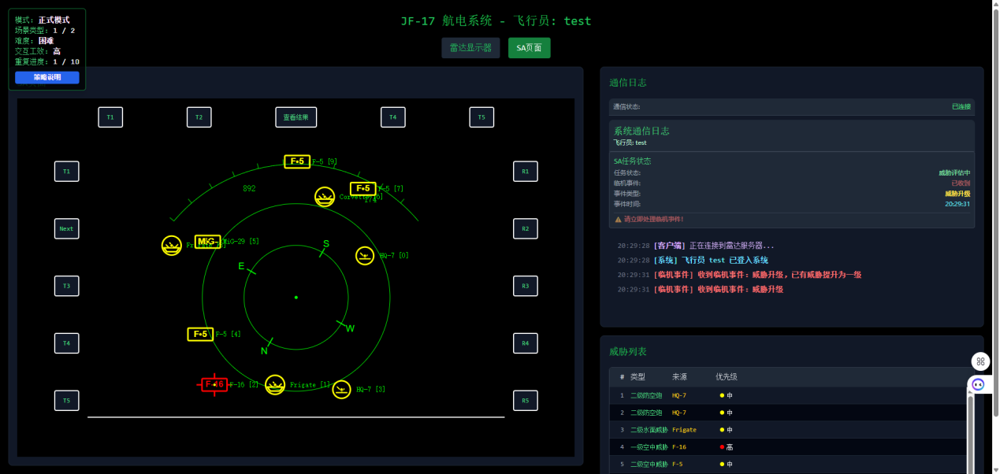 模式: 正式模式
场景类型: 1 / 2
难度: 困难
交互工效: 高
重复进度: 1 / 10
策略说明
JF-17 航电系统 - 飞行员: test
雷达显示器
SA页面
T1
T2
查看结果
T4
T5
T1
Next
T3
T4
T5
R1
R2
R3
R4
R5
892
F-5
F-5 [9]
F-5
F-5 [7]
174
MiG-29 [5]
HQ-7 [0]
S
E
W
N
F-5
F-5 [4]
F-16
F-16 [2]
Frigate [1]
HQ-7 [3]
通信日志
通信状态:
已连接
系统通信日志
飞行员: test
SA任务状态
任务状态:
威胁评估中
临机事件:
已收到
事件类型:
威胁升级
事件时间:
20:29:31
请立即处理临机事件!
20:29:28 [客户端] 正在连接到雷达服务器...
20:29:28 [系统] 飞行员 test 已登入系统
20:29:31 [临机事件] 收到临机事件: 威胁升级, 已有威胁提升为一级
20:29:31 [临机事件] 收到临机事件: 威胁升级
威胁列表
# 类型 来源 优先级
1 二级防空炮 HQ-7 中
2 二级防空炮 HQ-7 中
3 二级水面威胁 Frigate 中
4 一级空中威胁 F-16 高
5 二级空中威胁 F-5 中